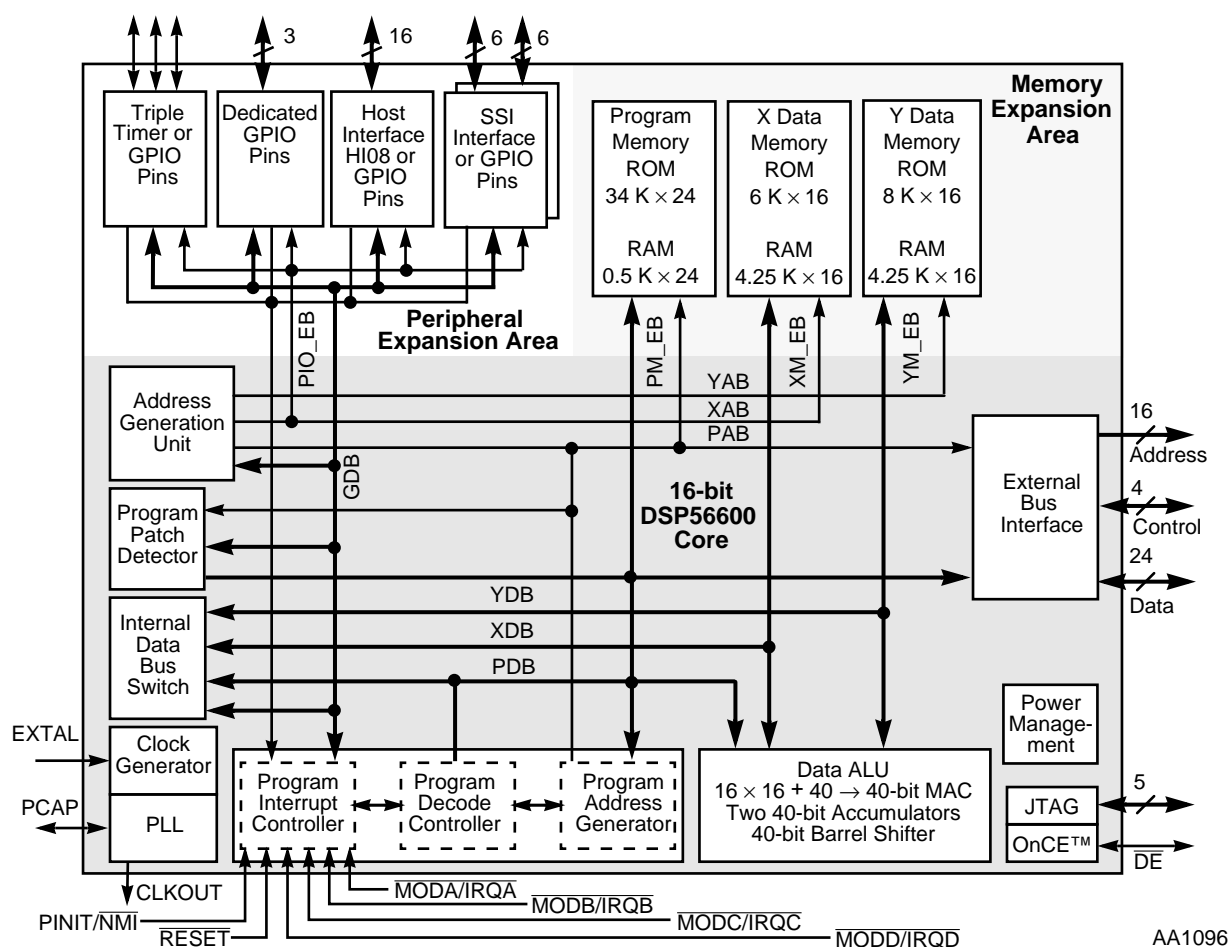 3
16
6
6
Triple
Timer or
GPIO
Pins
Dedicated
GPIO
Pins
Host
Interface
HI08 or
GPIO
Pins
SSI
Interface
or GPIO
Pins
Program
Memory
ROM
34 K × 24
RAM
0.5 K × 24
X Data
Memory
ROM
6 K × 16
RAM
4.25 K × 16
Y Data
Memory
ROM
8 K × 16
RAM
4.25 K × 16
Memory
Expansion
Area
Peripheral
Expansion Area
PIO_EB
PM_EB
XM_EB
YM_EB
Address
Generation
Unit
YAB
XAB
PAB
GDB
Program
Patch
Detector
16-bit
DSP56600
Core
External
Bus
Interface
16
Address
4
Control
24
Data
Internal
Data
Bus
Switch
YDB
XDB
PDB
Power
Manage-
ment
EXTAL
Clock
Generator
PCAP
PLL
Program
Interrupt
Controller
Program
Decode
Controller
Program
Address
Generator
Data ALU
16 × 16 + 40 → 40-bit MAC
Two 40-bit Accumulators
40-bit Barrel Shifter
JTAG
5
OnCE™
DE
CLKOUT
PINIT/NMI
RESET
MODA/IRQA
MODB/IRQB
MODC/IRQC
MODD/IRQD
AA1096